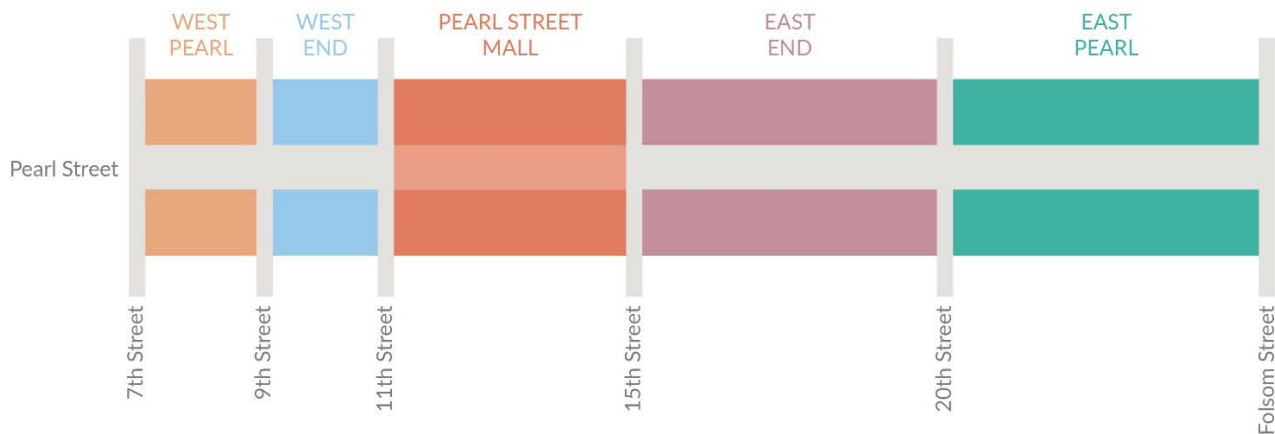 WEST
PEARL
WEST
END
PEARL STREET
MALL
EAST
END
EAST
PEARL
Pearl Street
7th Street
9th Street
11th Street
15th Street
20th Street
Folsom Street